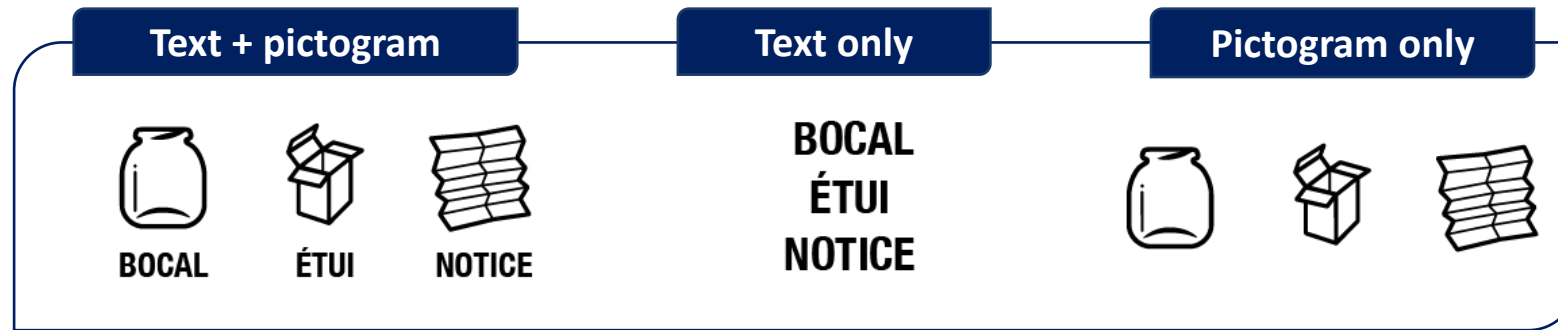 Text + pictogram
BOCAL ÉTUI NOTICE
Text only
BOCAL
ÉTUI
NOTICE
Pictogram only